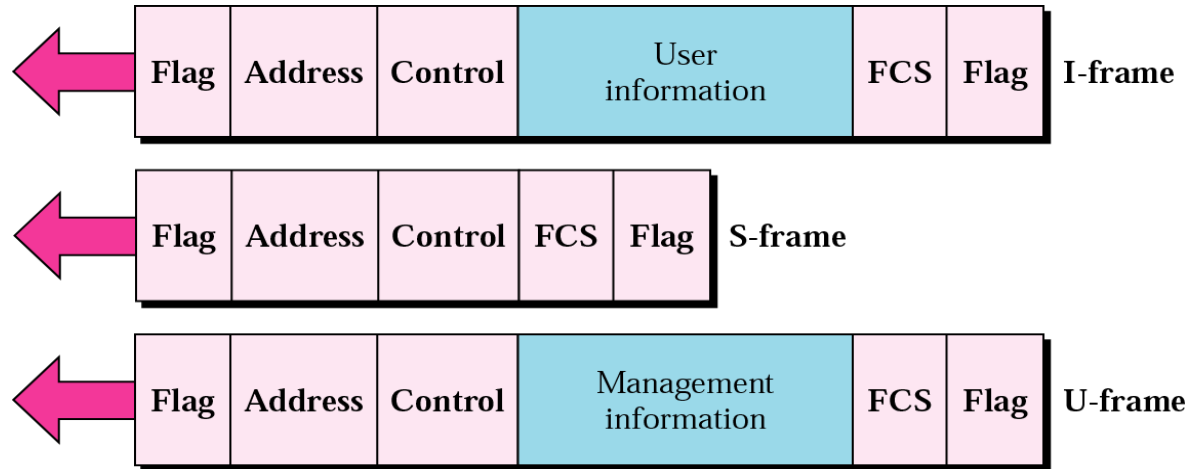 Flag Address Control User information FCS Flag I-frame
Flag Address Control FCS Flag S-frame
Flag Address Control Management information FCS Flag U-frame